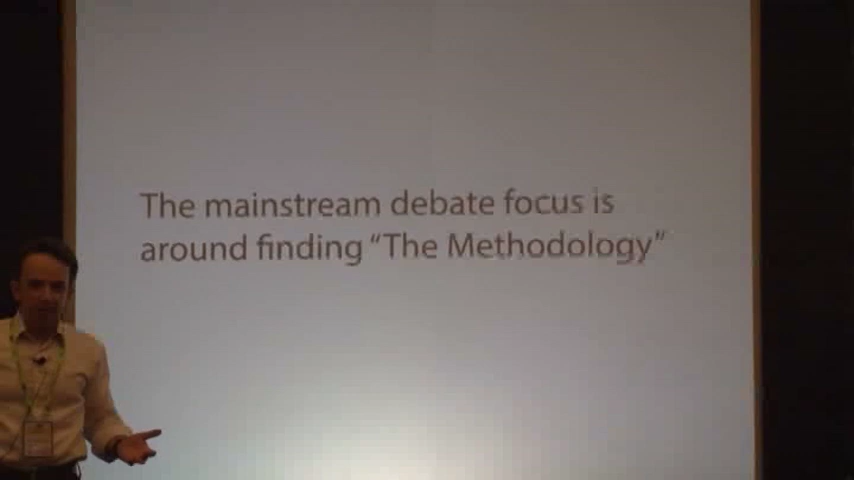 The mainstream debate focus is
around finding “The Methodology”